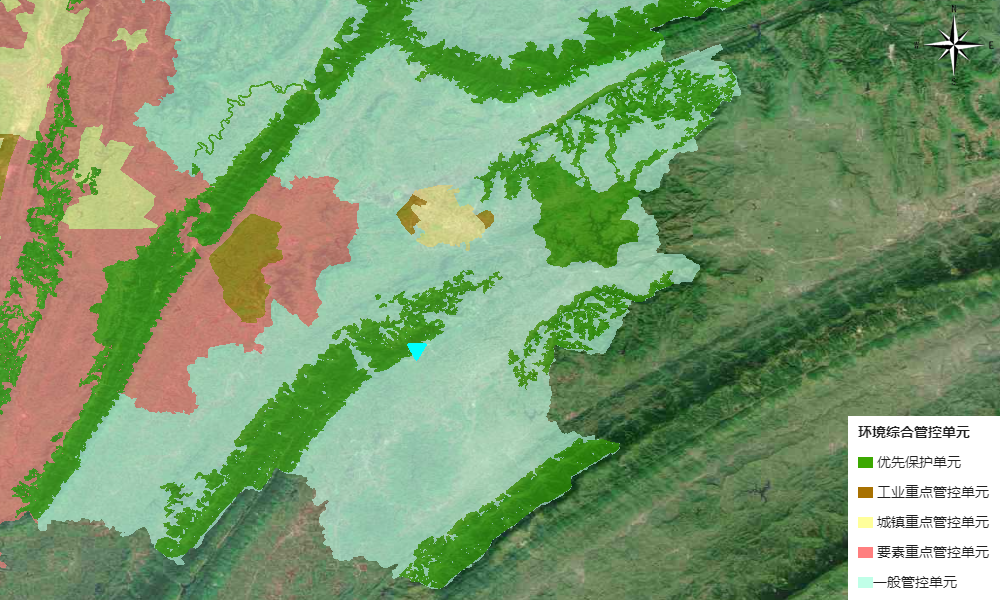 N
E
环境综合管控单元
优先保护单元
工业重点管控单元
城镇重点管控单元
要素重点管控单元
一般管控单元